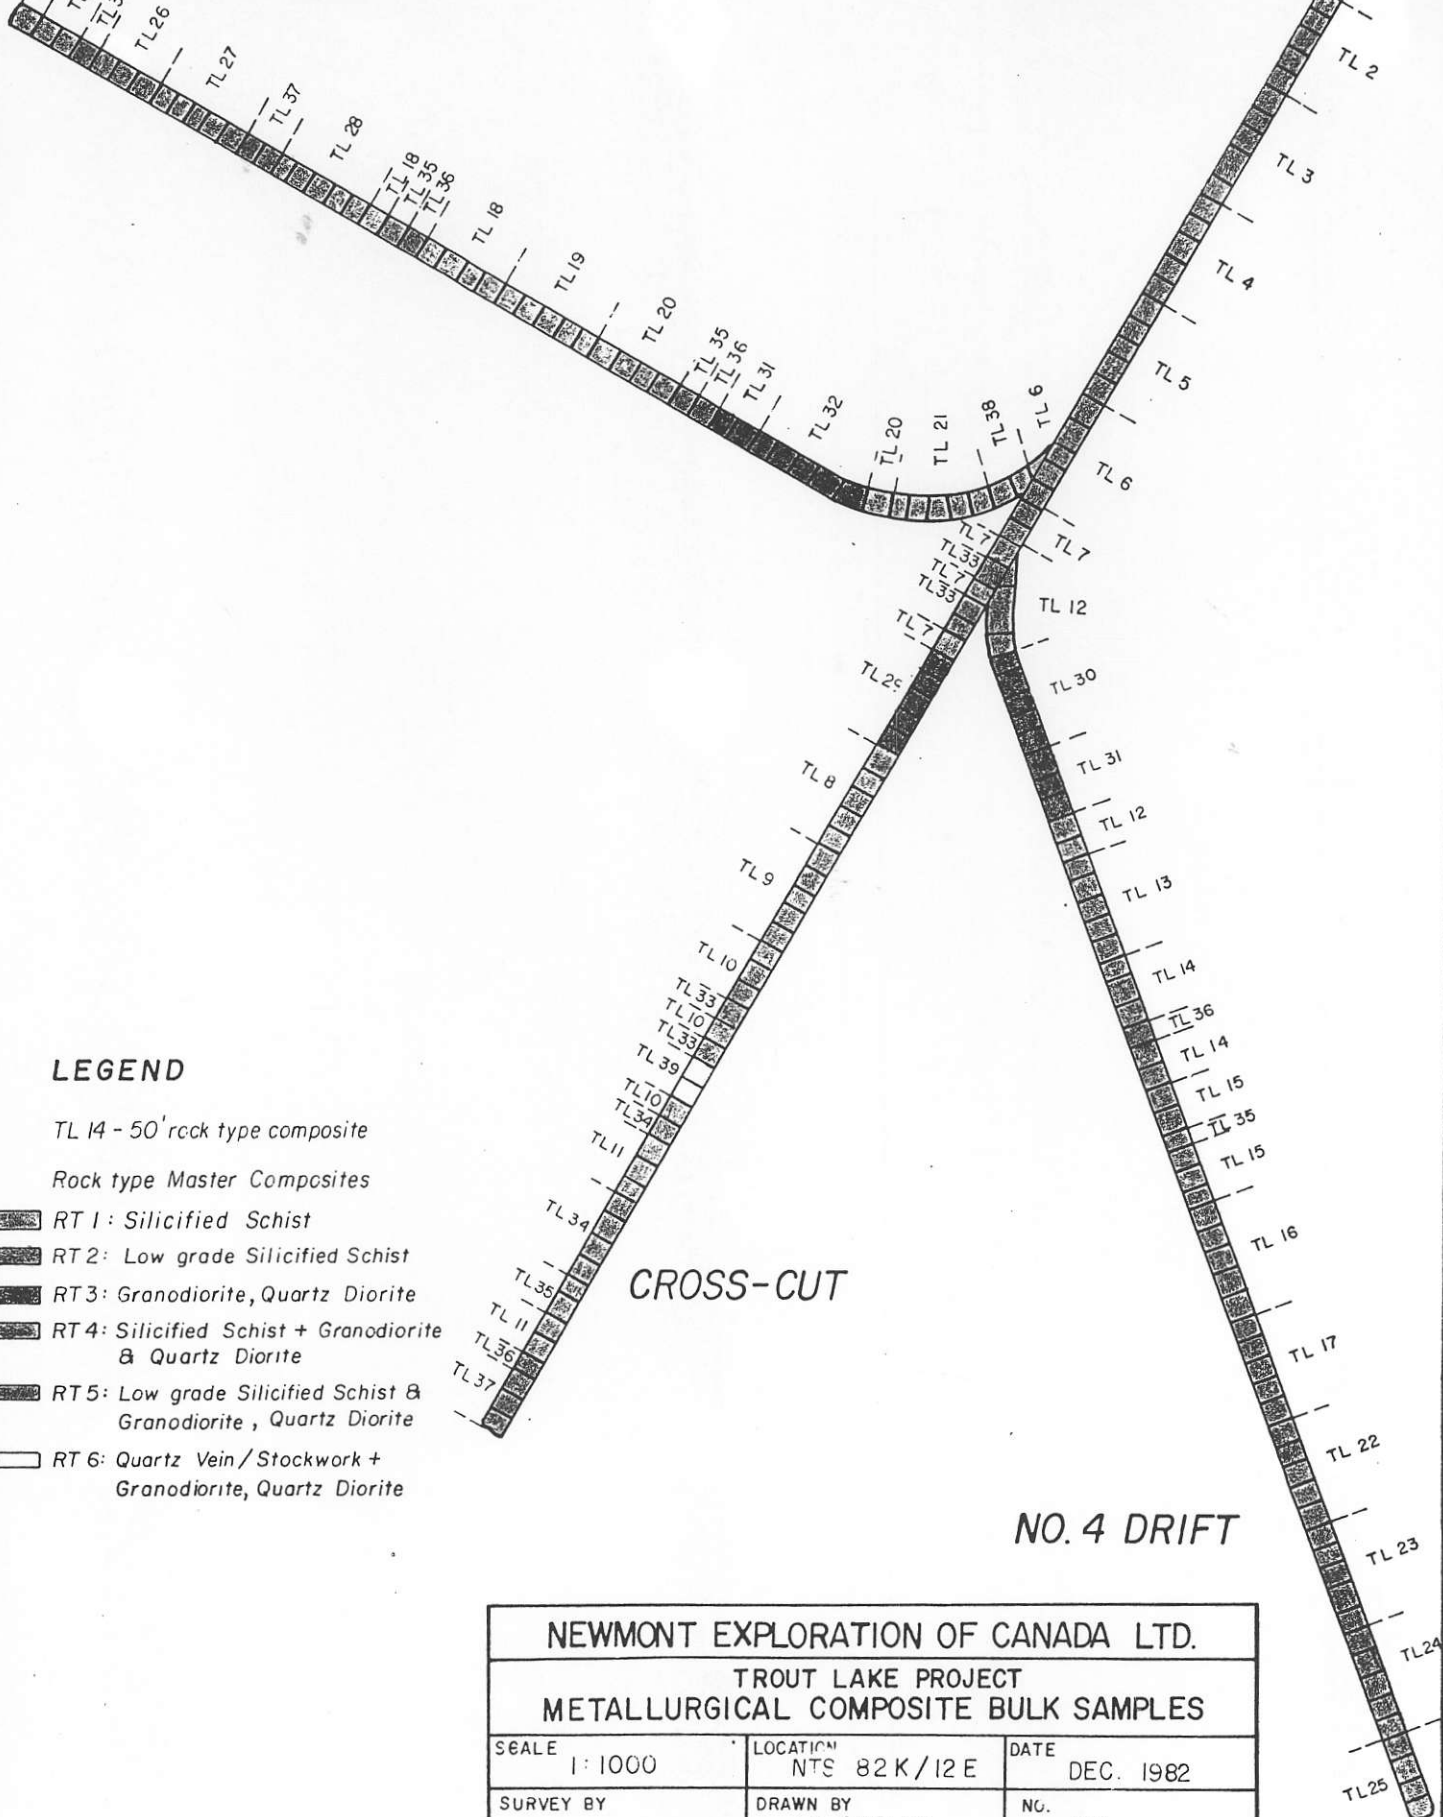 TL 26
TL 27
TL 37
TL 28
TL 18
TL 35
TL 36
TL 18
TL 19
TL 20
TL 35
TL 36
TL 31
TL 32
TL 20
TL 21
TL 38
TL 6
TL 2
TL 3
TL 4
TL 5
TL 6
TL 7
TL 12
TL 30
TL 31
TL 12
TL 13
TL 14
TL 36
TL 14
TL 15
TL 35
TL 15
TL 16
TL 17
TL 22
TL 23
TL 24
TL 25
TL 7
TL 33
TL 7
TL 33
TL 7
TL 8
TL 9
TL 10
TL 33
TL 10
TL 33
TL 39
TL 10
TL 34
TL 11
TL 34
TL 35
TL 11
TL 36
TL 37
LEGEND
TL 14 - 50' rock type composite
Rock type Master Composites
RT 1: Silicified Schist
RT 2: Low grade Silicified Schist
RT 3: Granodiorite, Quartz Diorite
RT 4: Silicified Schist + Granodiorite
& Quartz Diorite
RT 5: Low grade Silicified Schist &
Granodiorite, Quartz Diorite
RT 6: Quartz Vein / Stockwork +
Granodiorite, Quartz Diorite
CROSS-CUT
NO. 4 DRIFT
NEWMONT EXPLORATION OF CANADA LTD.
TROUT LAKE PROJECT
METALLURGICAL COMPOSITE BULK SAMPLES
SCALE
1:1000
LOCATION
NTS 82 K / 12 E
DATE
DEC. 1982
SURVEY BY
DRAWN BY
NO.